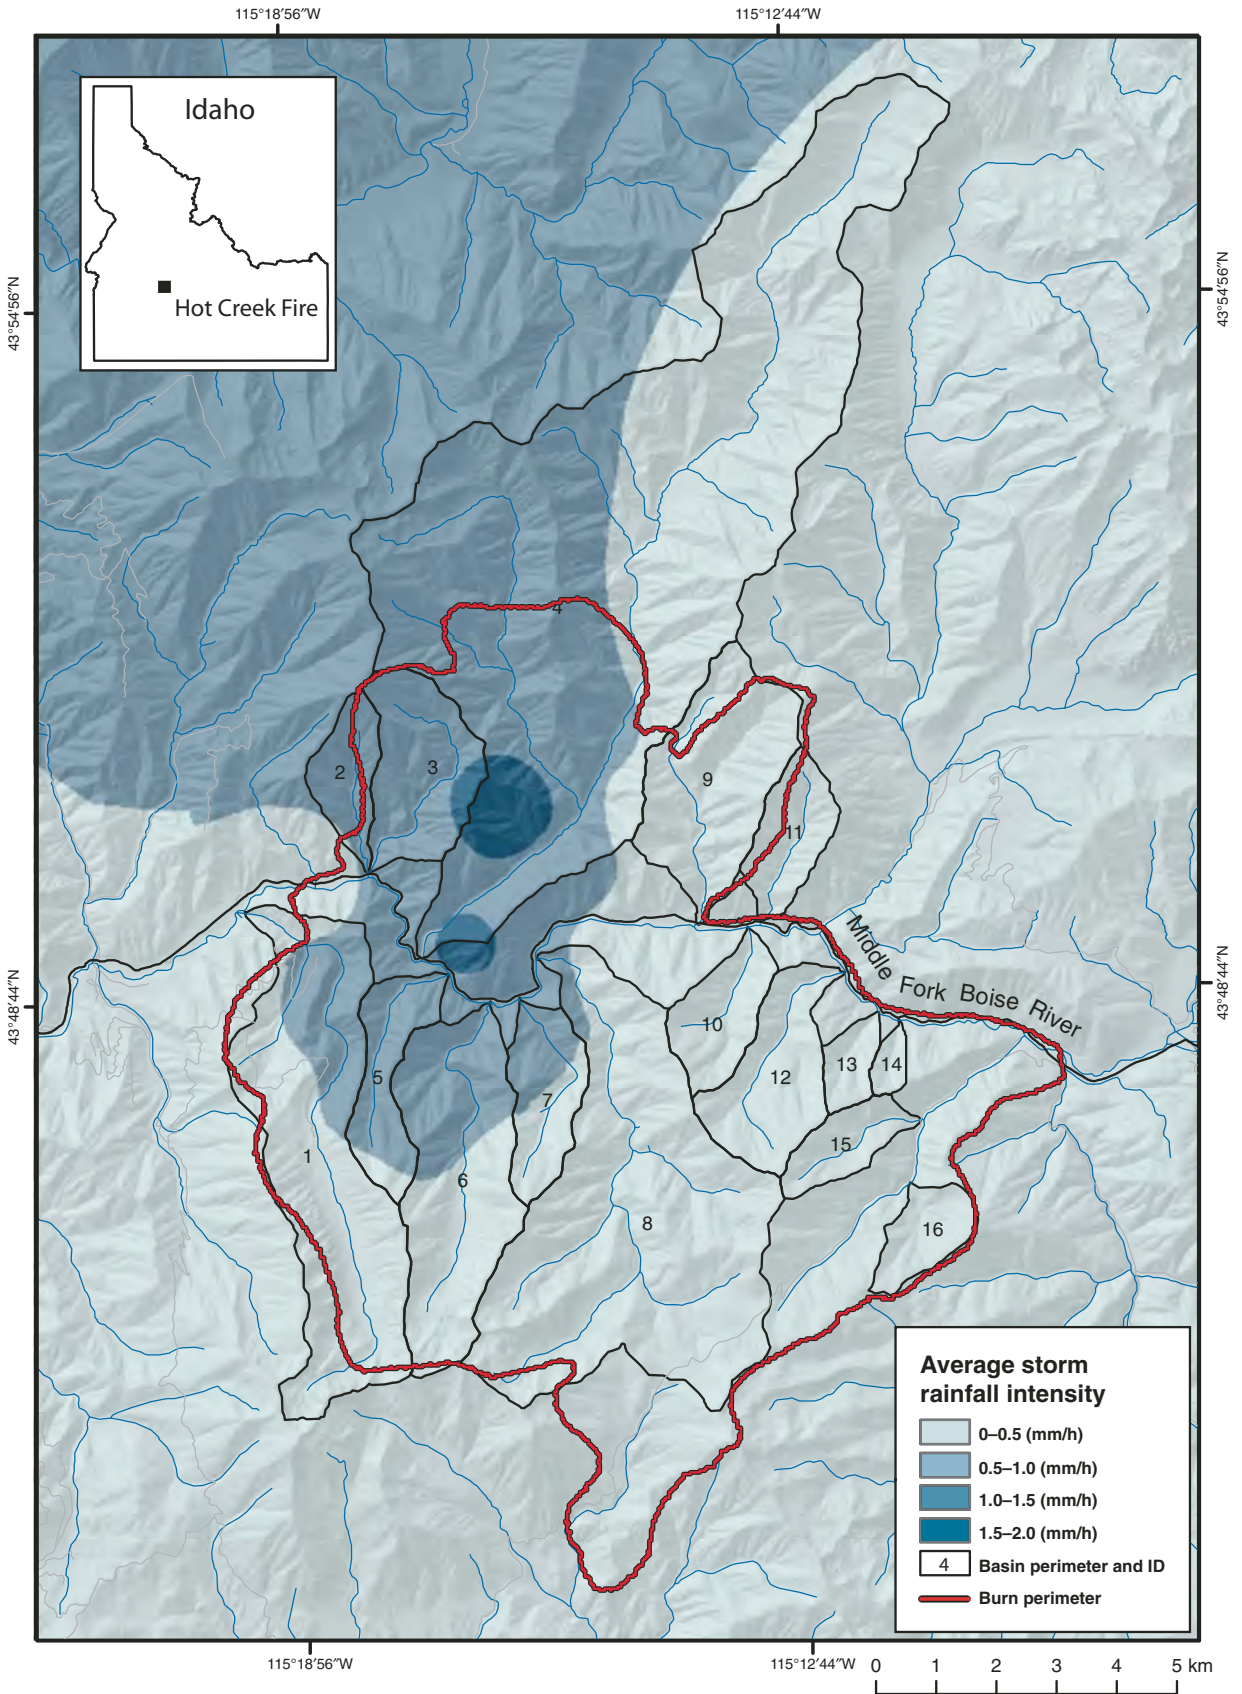 115°18′56″W
115°12′44″W
Idaho
Hot Creek Fire
43°54′56″N
43°54′56″N
4
2
3
9
11
Middle Fork Boise River
43°48′44″N
43°48′44″N
10
5
12
13
14
7
15
1
6
8
16
Average storm
rainfall intensity
0–0.5 (mm/h)
0.5–1.0 (mm/h)
1.0–1.5 (mm/h)
1.5–2.0 (mm/h)
4 Basin perimeter and ID
Burn perimeter
115°18′56″W
115°12′44″W
0 1 2 3 4 5 km